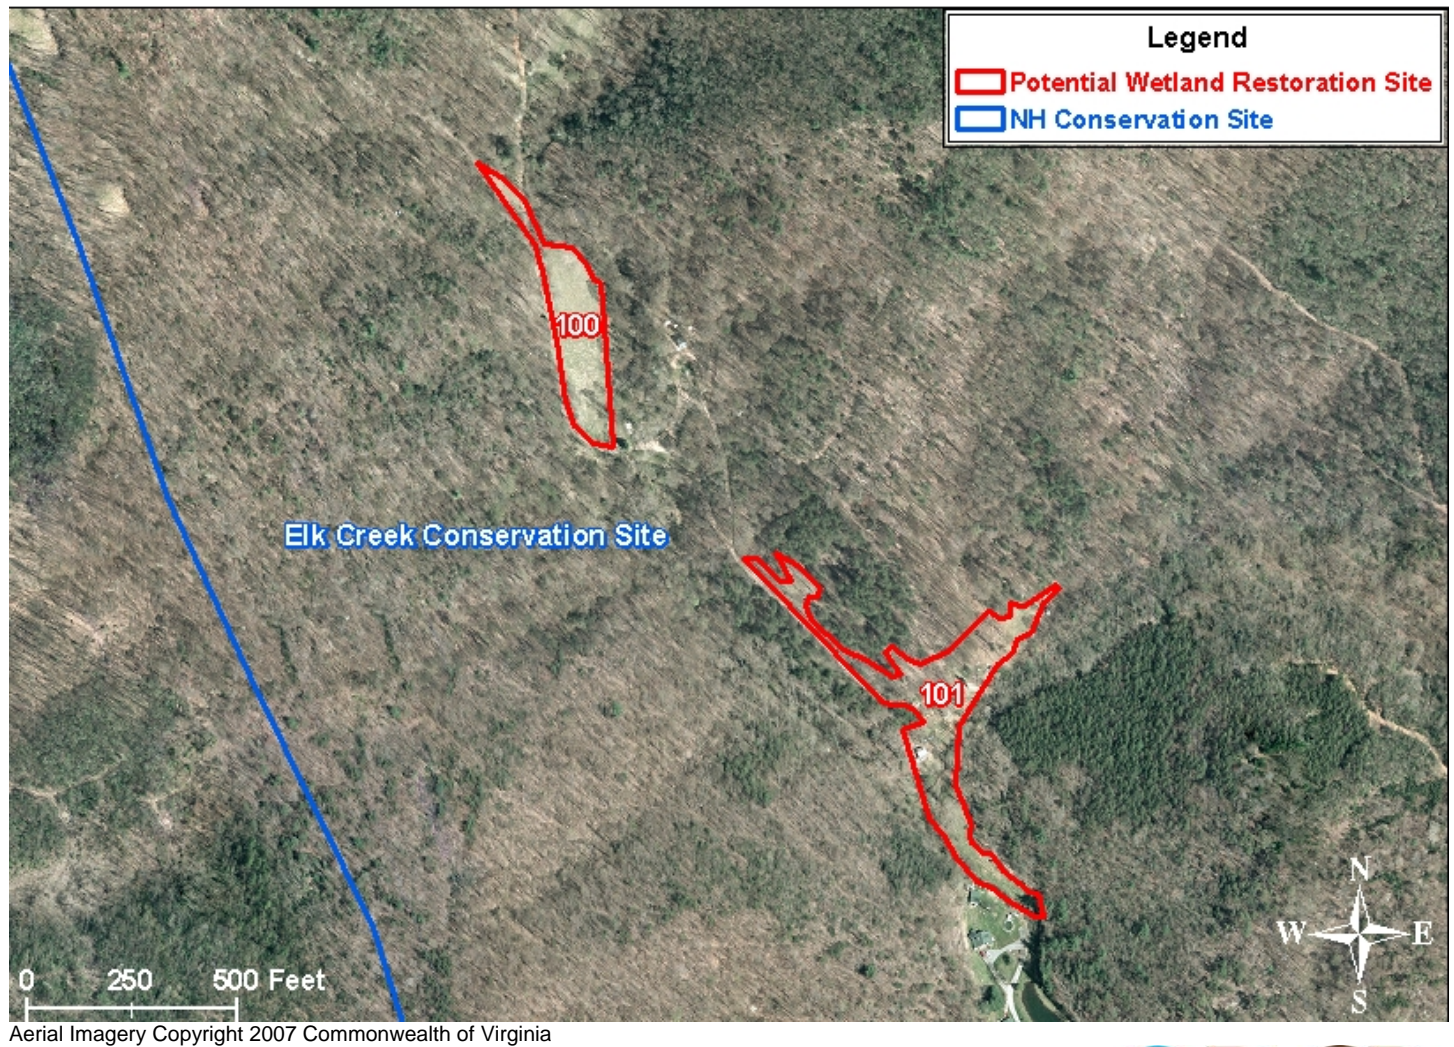 Legend
Potential Wetland Restoration Site
NH Conservation Site
100
Elk Creek Conservation Site
101
N
W E
S
0 250 500 Feet
Aerial Imagery Copyright 2007 Commonwealth of Virginia